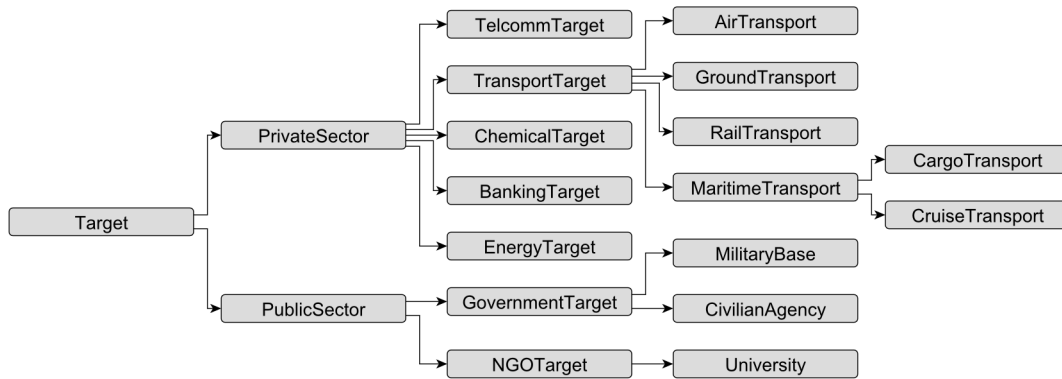 Target
PrivateSector
PublicSector
TelcommTarget
TransportTarget
ChemicalTarget
BankingTarget
EnergyTarget
GovernmentTarget
NGOTarget
AirTransport
GroundTransport
RailTransport
MaritimeTransport
MilitaryBase
CivilianAgency
University
CargoTransport
CruiseTransport